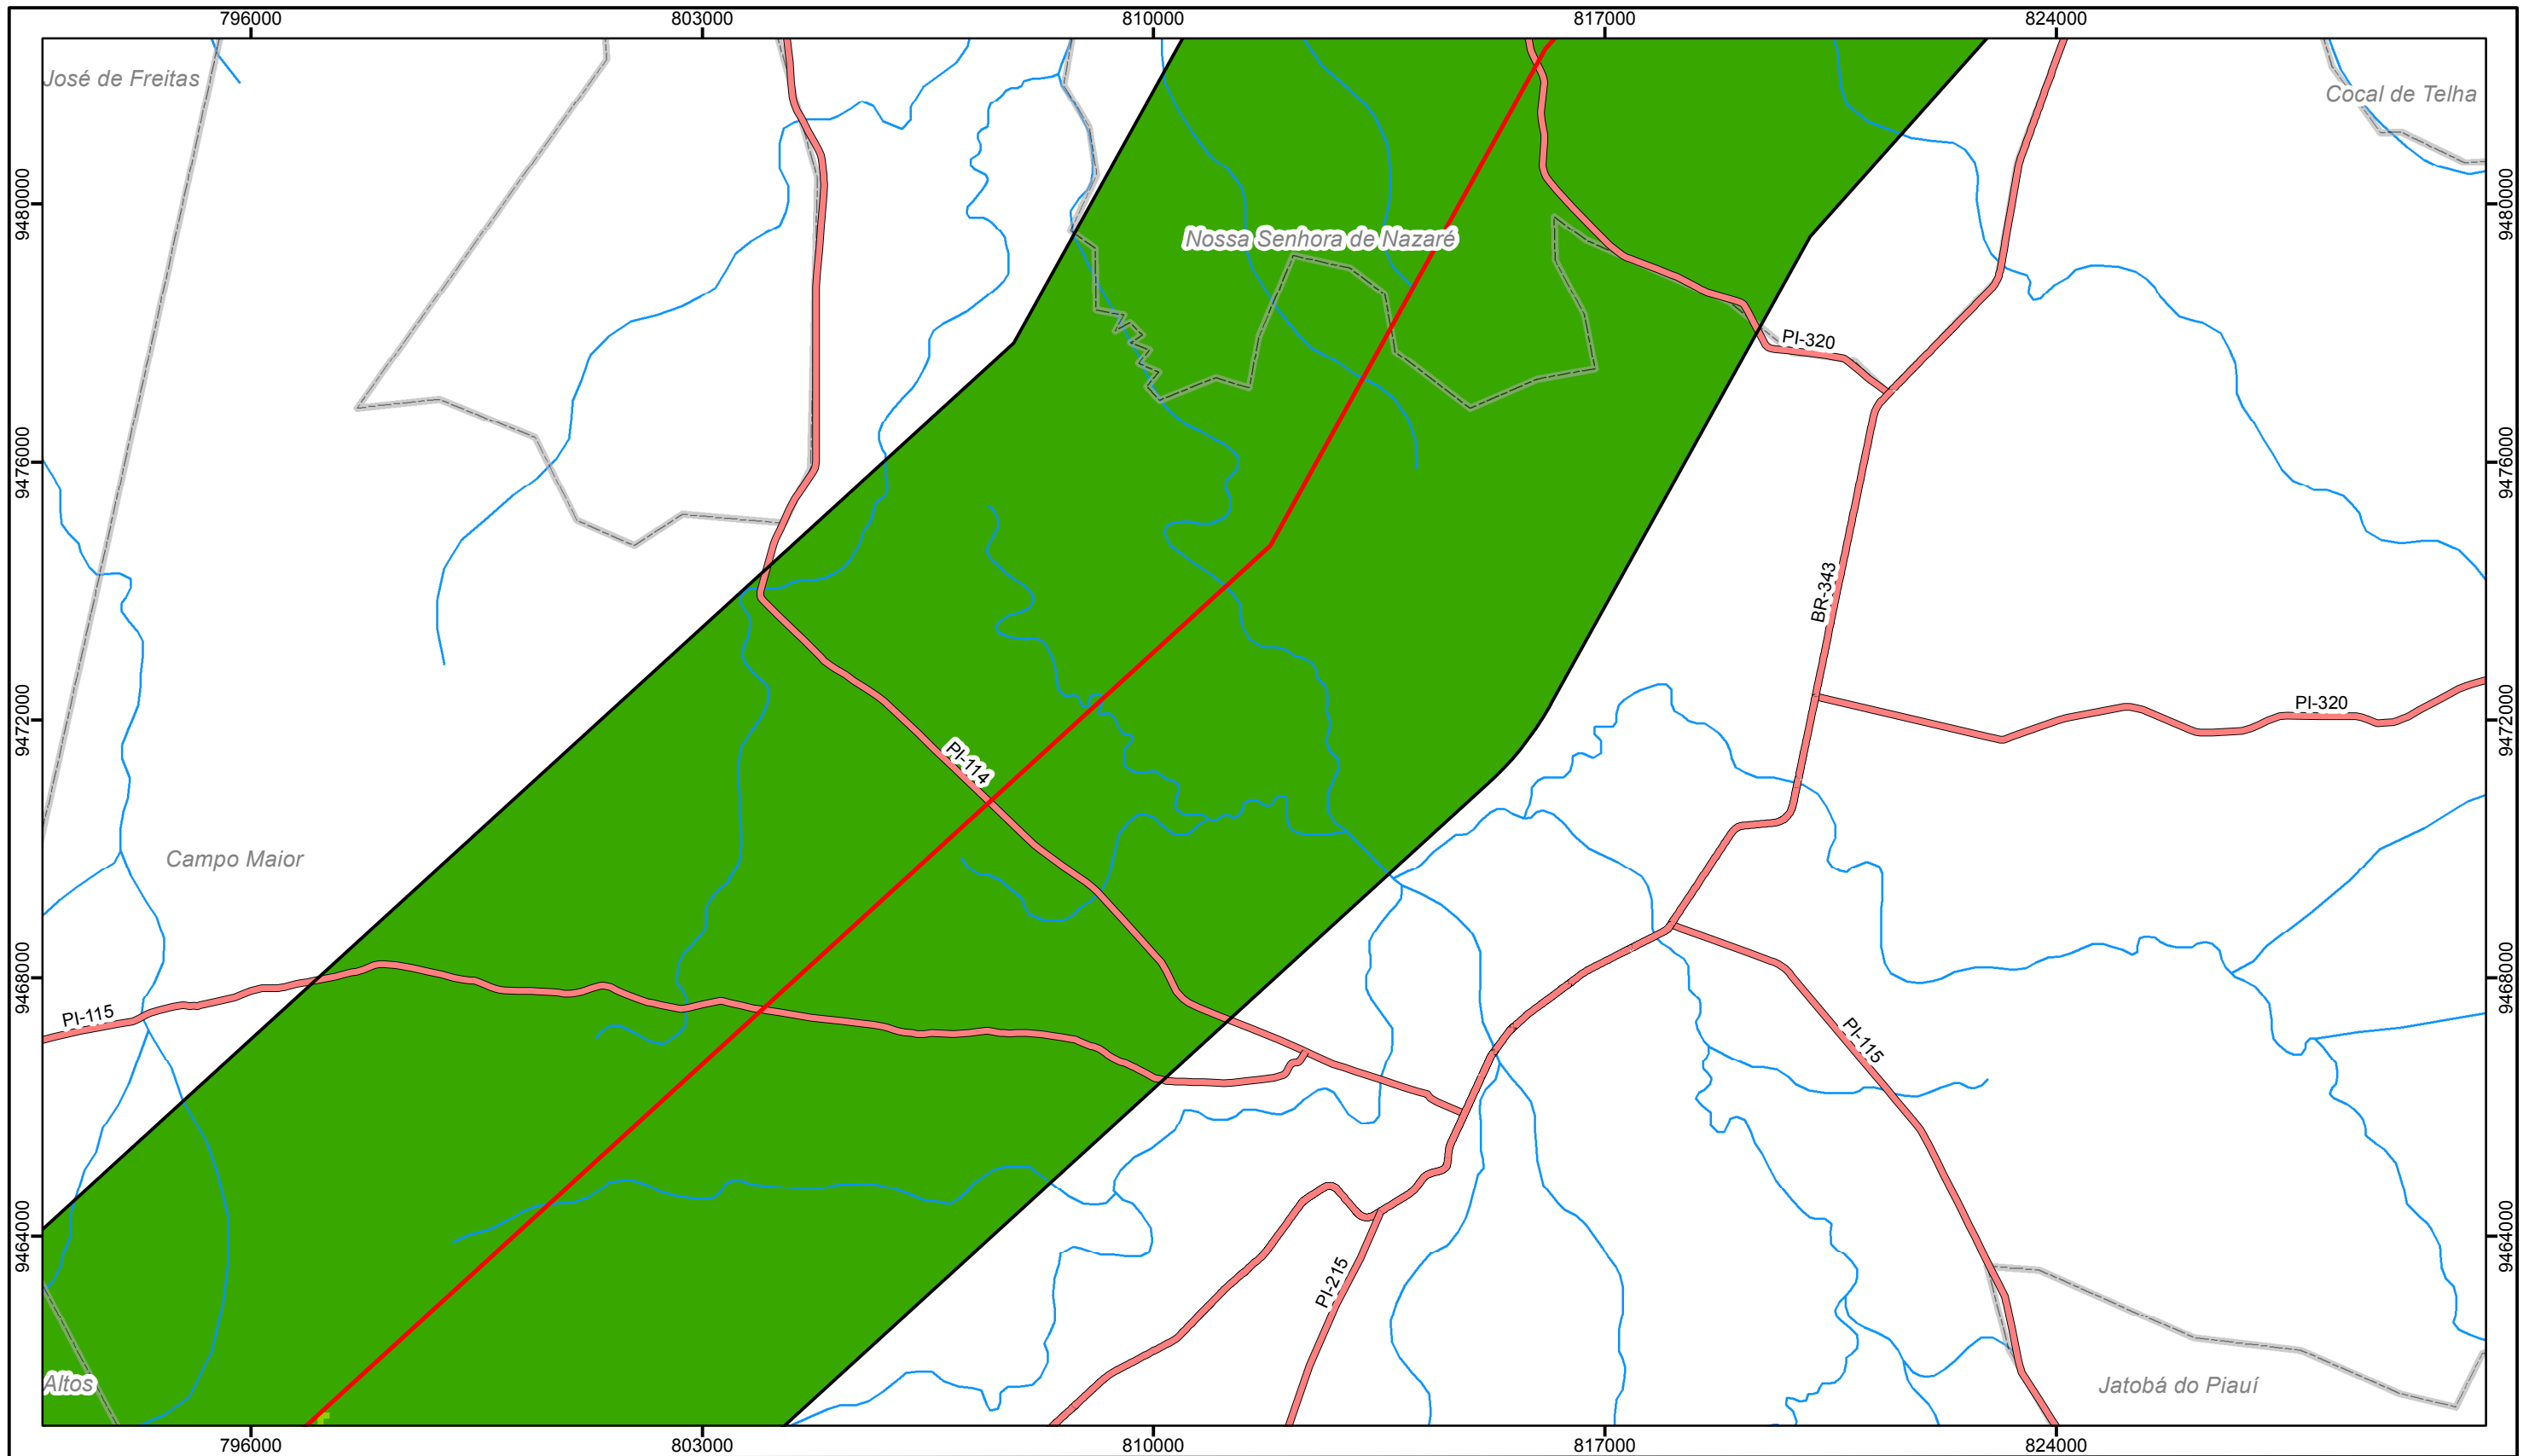 796000
803000
810000
817000
824000
José de Freitas
Cocal de Telha
9480000
9480000
Nossa Senhora de Nazaré
PI-320
9476000
9476000
BR-343
PI-320
9472000
9472000
PI-114
Campo Maior
9468000
9468000
PI-115
PI-115
9464000
9464000
PI-215
Altos
Jatobá do Piauí
796000
803000
810000
817000
824000